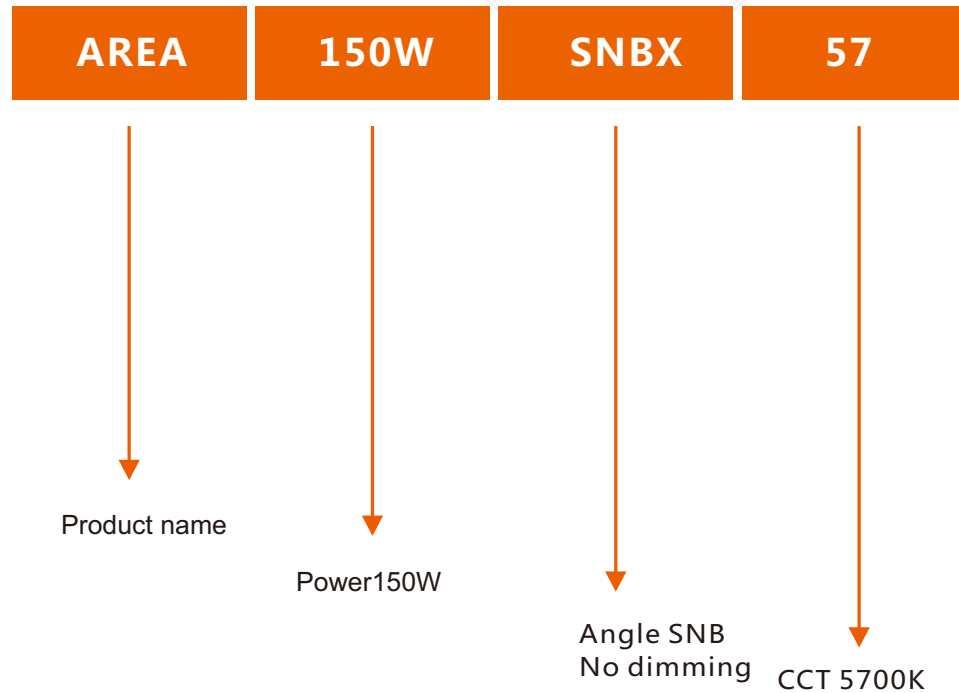 AREA 150W SNBX 57
Product name
Power150W
Angle SNB
No dimming
CCT 5700K